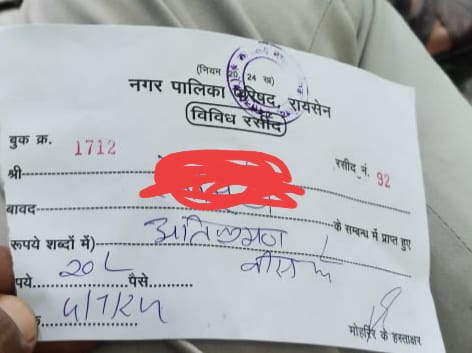 (नियम 20, 24 ख)
नगर पालिका परिषद, रायसेन
विविध रसीद
बुक क्र. 1712
रसीद नं. 92
श्री
बावद के सम्बन्ध में प्राप्त हुए
अतिक्रमण
रूपये शब्दों में) बीस रु
पये 20/- पैसे
मोहर्रिर के हस्ताक्षर